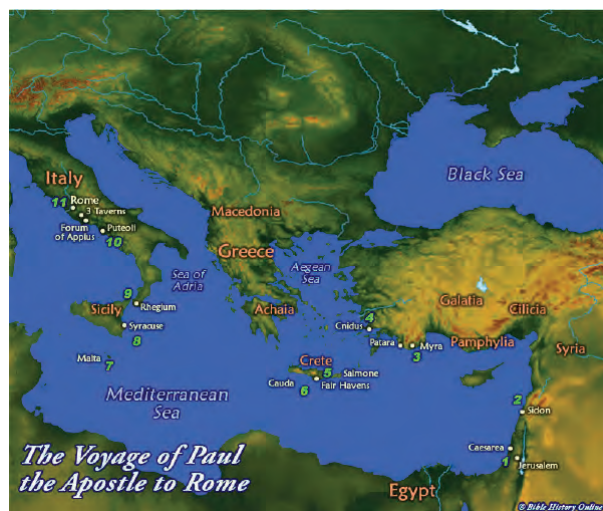 Black Sea
Italy
11
Rome
3 Taverns
Forum
of Appius
Puteoli
10
Macedonia
Greece
Sea of
Adria
Aegean
Sea
Galatia
Cilicia
9
Rhegium
Sicily
Achaia
4
Cnidus
Syracuse
Patara
Myra
Pamphylia
3
Syria
8
Malta
7
Crete
5
Salmone
Cauda
6
Fair Havens
Mediterranean
Sea
2
Sidon
Caesarea
1
Jerusalem
The Voyage of Paul
the Apostle to Rome
Egypt
© Bible History Online